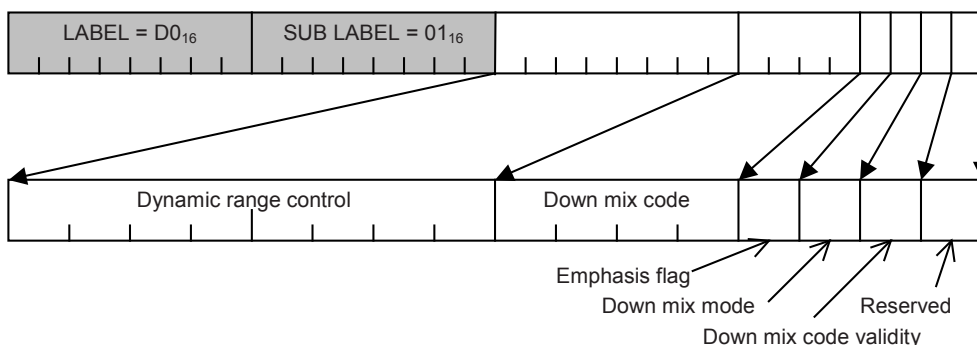 LABEL = D0₁₆ SUB LABEL = 01₁₆
Dynamic range control Down mix code
Emphasis flag
Down mix mode Reserved
Down mix code validity